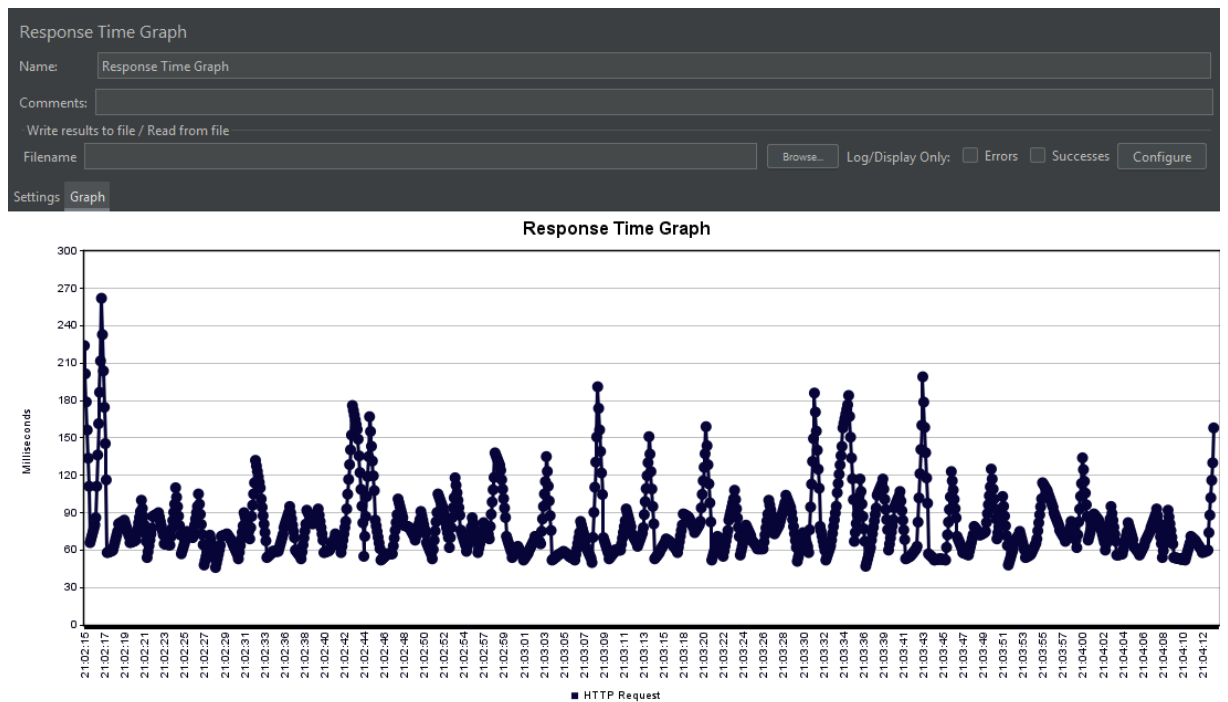 Response Time Graph
Name: Response Time Graph
Comments:
Write results to file / Read from file
Filename Browse... Log/Display Only: Errors Successes Configure
Settings Graph
Response Time Graph
300
270
240
210
180
150
120
90
60
30
0
Milliseconds
21:02:15 21:02:17 21:02:19 21:02:21 21:02:23 21:02:25 21:02:27 21:02:29 21:02:31 21:02:33 21:02:36 21:02:38 21:02:40 21:02:42 21:02:44 21:02:46 21:02:48 21:02:50 21:02:52 21:02:54 21:02:57 21:02:59 21:03:01 21:03:03 21:03:05 21:03:07 21:03:09 21:03:11 21:03:13 21:03:15 21:03:18 21:03:20 21:03:22 21:03:24 21:03:26 21:03:28 21:03:30 21:03:32 21:03:34 21:03:36 21:03:39 21:03:41 21:03:43 21:03:45 21:03:47 21:03:49 21:03:51 21:03:53 21:03:55 21:03:57 21:04:00 21:04:02 21:04:04 21:04:06 21:04:08 21:04:10 21:04:12
HTTP Request